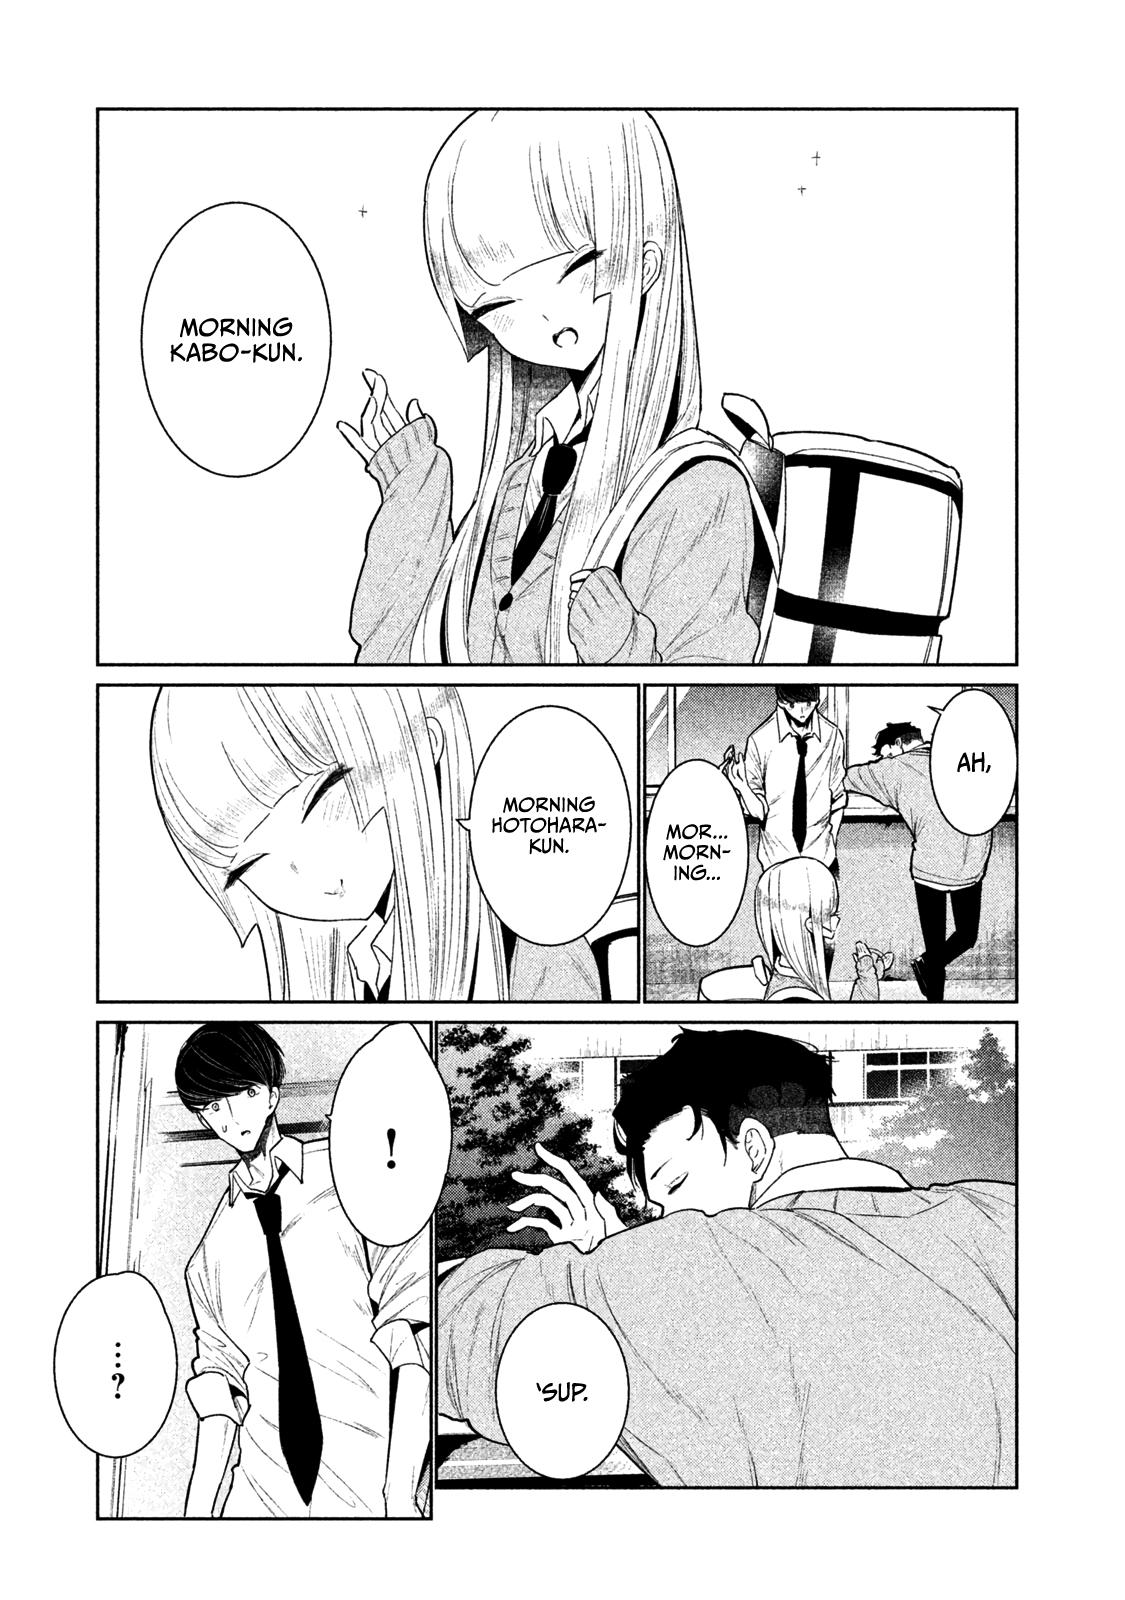 MORNING
KABO-KUN.
AH,
MOR...
MORN-
ING...
MORNING
HOTOHARA-
KUN.
'SUP.
!
...?